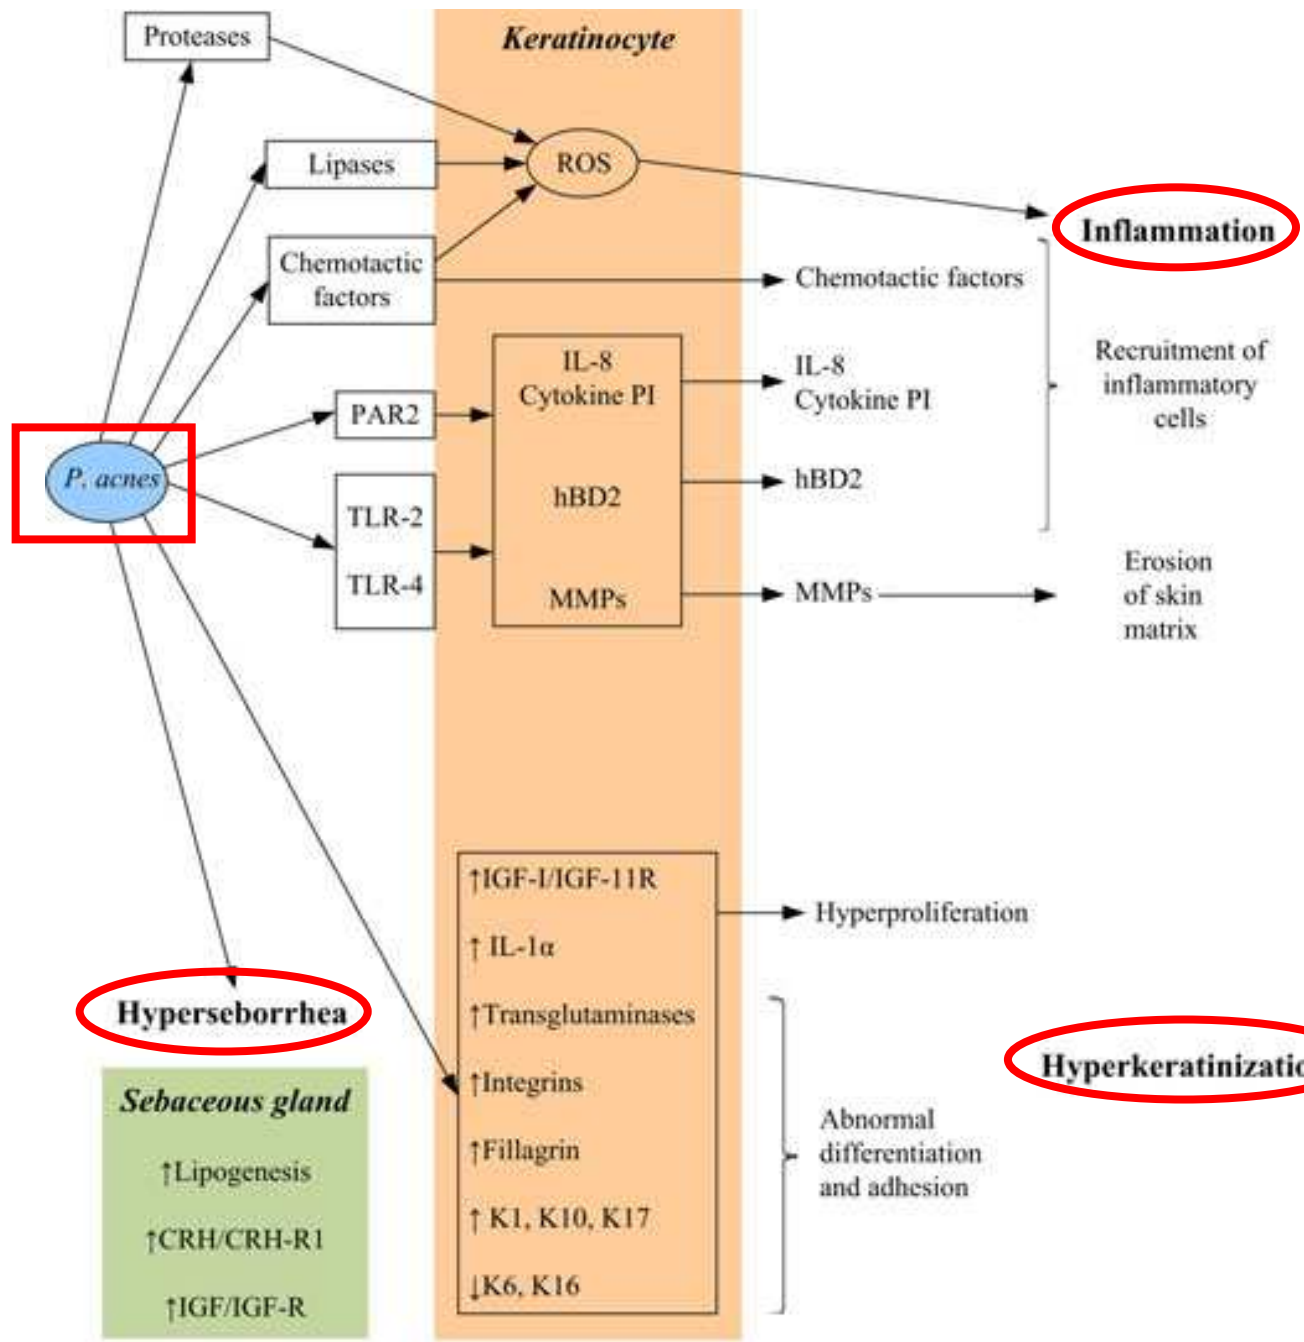 Proteases
Keratinocyte
Lipases
ROS
Inflammation
Chemotactic
factors
Chemotactic factors
Recruitment of
inflammatory
cells
IL-8
Cytokine PI
IL-8
Cytokine PI
PAR2
P. acnes
hBD2
hBD2
TLR-2
TLR-4
MMPs
MMPs
Erosion
of skin
matrix
↑IGF-I/IGF-11R
Hyperproliferation
↑ IL-1α
Hyperseborrhea
↑Transglutaminases
Hyperkeratinizatio
Sebaceous gland
↑Integrins
Abnormal
differentiation
and adhesion
↑Fillagrin
↑Lipogenesis
↑ K1, K10, K17
↑CRH/CRH-R1
↓K6, K16
↑IGF/IGF-R